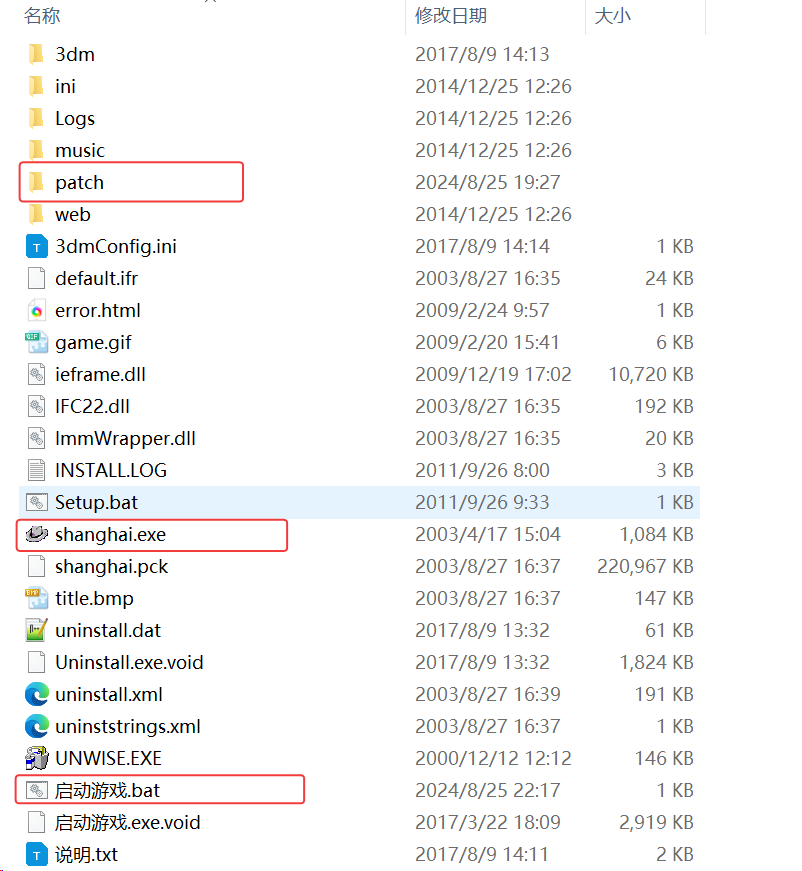 名称 修改日期 大小
3dm 2017/8/9 14:13
ini 2014/12/25 12:26
Logs 2014/12/25 12:26
music 2014/12/25 12:26
patch 2024/8/25 19:27
web 2014/12/25 12:26
3dmConfig.ini 2017/8/9 14:14 1 KB
default.ifr 2003/8/27 16:35 24 KB
error.html 2009/2/24 9:57 1 KB
game.gif 2009/2/20 15:41 6 KB
ieframe.dll 2009/12/19 17:02 10,720 KB
IFC22.dll 2003/8/27 16:35 192 KB
ImmWrapper.dll 2003/8/27 16:35 20 KB
INSTALL.LOG 2011/9/26 8:00 3 KB
Setup.bat 2011/9/26 9:33 1 KB
shanghai.exe 2003/4/17 15:04 1,084 KB
shanghai.pck 2003/8/27 16:37 220,967 KB
title.bmp 2003/8/27 16:37 147 KB
uninstall.dat 2017/8/9 13:32 61 KB
Uninstall.exe.void 2017/8/9 13:32 1,824 KB
uninstall.xml 2003/8/27 16:39 191 KB
uninststrings.xml 2003/8/27 16:37 1 KB
UNWISE.EXE 2000/12/12 12:12 146 KB
启动游戏.bat 2024/8/25 22:17 1 KB
启动游戏.exe.void 2017/3/22 18:09 2,919 KB
说明.txt 2017/8/9 14:11 2 KB